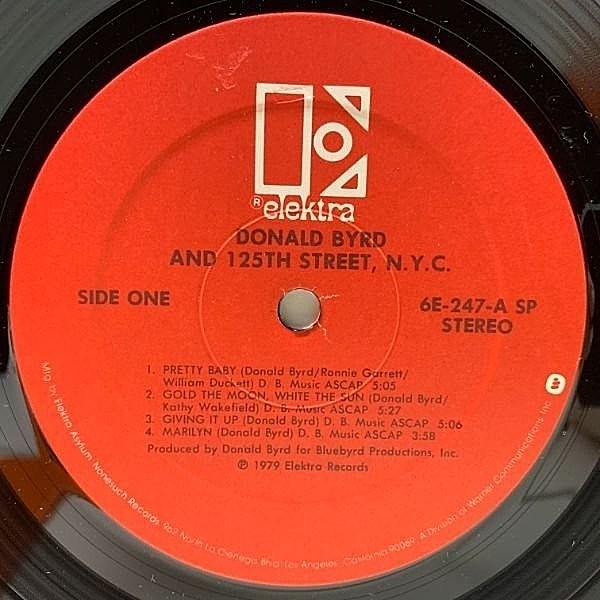 ® elektra
DONALD BYRD
AND 125TH STREET, N.Y.C.
SIDE ONE
6E-247-A SP
STEREO
1. PRETTY BABY (Donald Byrd/Ronnie Garrett/
William Duckett) D. B. Music ASCAP 5:05
2. GOLD THE MOON, WHITE THE SUN (Donald Byrd/
Kathy Wakefield) D. B. Music ASCAP 5:27
3. GIVING IT UP (Donald Byrd) D. B. Music ASCAP 5:06
4. MARILYN (Donald Byrd) D. B. Music ASCAP 3:58
Produced by Donald Byrd for Bluebyrd Productions, Inc.
℗ 1979 Elektra Records
Mfg. by Elektra/Asylum/Nonesuch Records 962 North La Cienega Blvd. Los Angeles, California 90069. A Division of Warner Communications Inc.